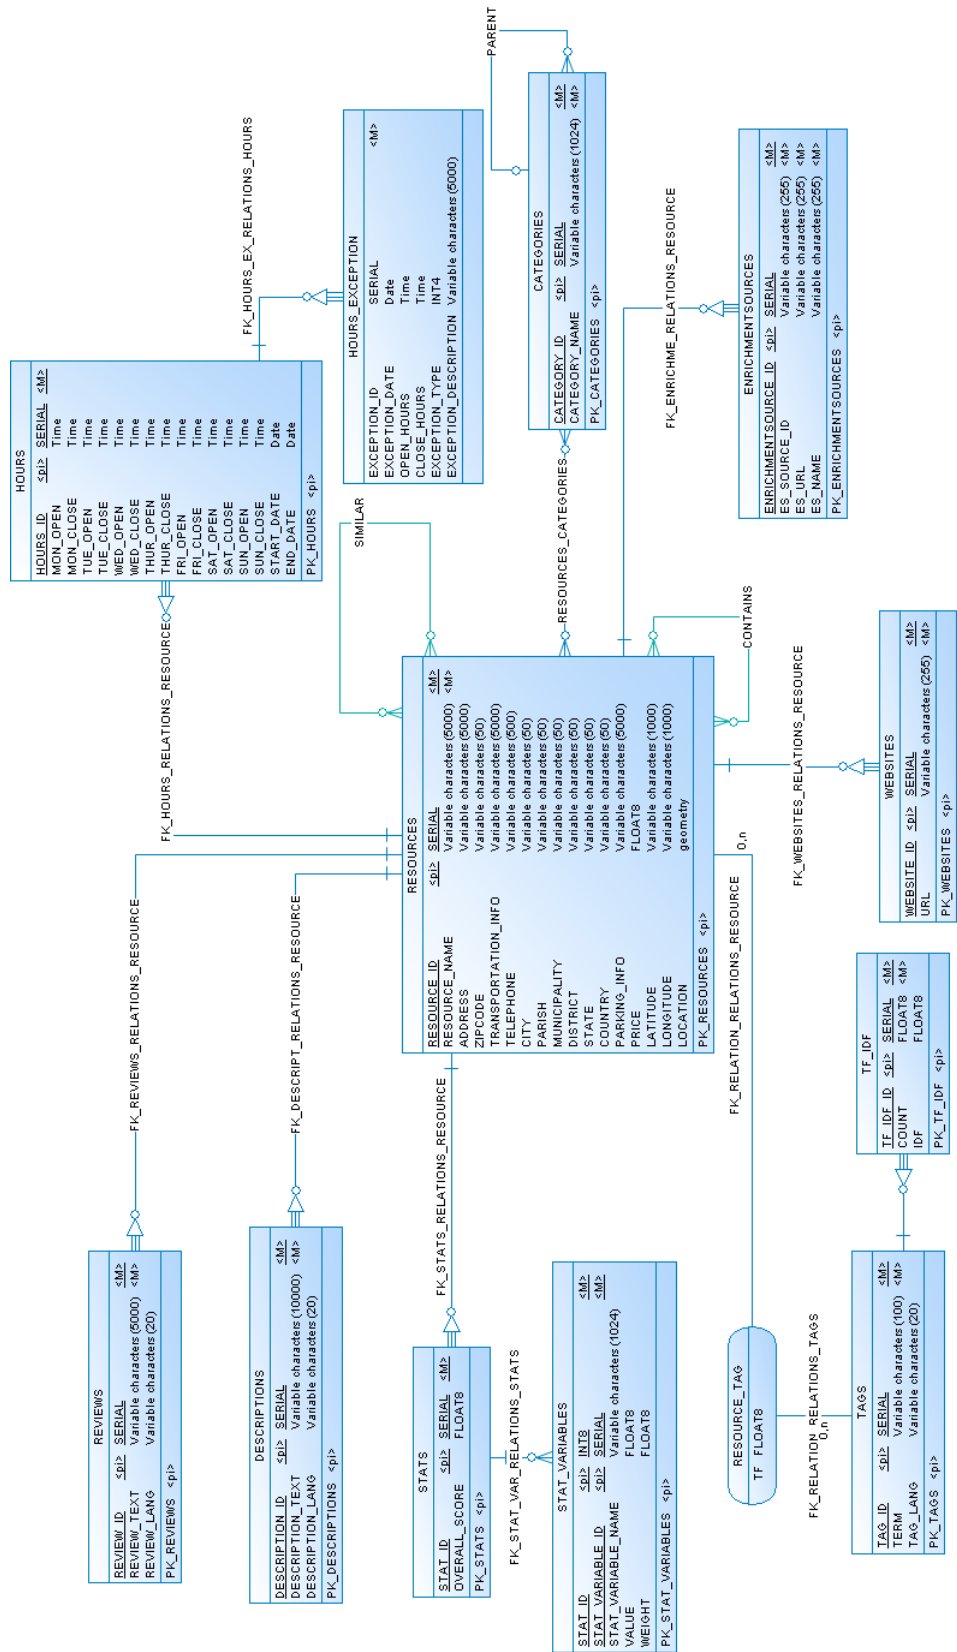 REVIEWS
REVIEW_ID <pi> SERIAL <M>
REVIEW_TEXT Variable characters (5000) <M>
REVIEW_LANG Variable characters (20)
PK_REVIEWS <pi>
FK_REVIEWS_RELATIONS_RESOURCE
HOURS
HOURS_ID <pi> SERIAL <M>
MON_OPEN Time
MON_CLOSE Time
TUE_OPEN Time
TUE_CLOSE Time
WED_OPEN Time
WED_CLOSE Time
THUR_OPEN Time
THUR_CLOSE Time
FRI_OPEN Time
FRI_CLOSE Time
SAT_OPEN Time
SAT_CLOSE Time
SUN_OPEN Time
SUN_CLOSE Time
START_DATE Date
END_DATE Date
PK_HOURS <pi>
FK_HOURS_RELATIONS_RESOURCE
FK_HOURS_EX_RELATIONS_HOURS
DESCRIPTIONS
DESCRIPTION_ID <pi> SERIAL <M>
DESCRIPTION_TEXT Variable characters (10000) <M>
DESCRIPTION_LANG Variable characters (20)
PK_DESCRIPTIONS <pi>
FK_DESCRIPT_RELATIONS_RESOURCE
HOURS_EXCEPTION
EXCEPTION_ID SERIAL <M>
EXCEPTION_DATE Date
OPEN_HOURS Time
CLOSE_HOURS Time
EXCEPTION_TYPE INT4
EXCEPTION_DESCRIPTION Variable characters (5000)
SIMILAR
STATS
STAT_ID <pi> SERIAL <M>
OVERALL_SCORE FLOAT8
PK_STATS <pi>
FK_STATS_RELATIONS_RESOURCE
FK_STAT_VAR_RELATIONS_STATS
RESOURCES
RESOURCE_ID <pi> SERIAL <M>
RESOURCE_NAME Variable characters (5000) <M>
ADDRESS Variable characters (5000)
ZIPCODE Variable characters (50)
TRANSPORTATION_INFO Variable characters (5000)
TELEPHONE Variable characters (500)
CITY Variable characters (50)
PARISH Variable characters (50)
MUNICIPALITY Variable characters (50)
DISTRICT Variable characters (50)
STATE Variable characters (50)
COUNTRY Variable characters (50)
PARKING_INFO Variable characters (5000)
PRICE FLOAT8
LATITUDE Variable characters (1000)
LONGITUDE Variable characters (1000)
LOCATION geometry
PK_RESOURCES <pi>
PARENT
CATEGORIES
CATEGORY_ID <pi> SERIAL <M>
CATEGORY_NAME Variable characters (1024) <M>
PK_CATEGORIES <pi>
RESOURCES_CATEGORIES
STAT_VARIABLES
STAT_ID <pi> INT8 <M>
STAT_VARIABLE_ID <pi> SERIAL <M>
STAT_VARIABLE_NAME Variable characters (1024)
VALUE FLOAT8
WEIGHT FLOAT8
PK_STAT_VARIABLES <pi>
FK_ENRICHME_RELATIONS_RESOURCE
ENRICHMENTSOURCES
ENRICHMENTSOURCE_ID <pi> SERIAL <M>
ES_SOURCE_ID Variable characters (255) <M>
ES_URL Variable characters (255) <M>
ES_NAME Variable characters (255) <M>
PK_ENRICHMENTSOURCES <pi>
CONTAINS
RESOURCE_TAG
TF FLOAT8
FK_RELATION_RELATIONS_RESOURCE
0,n
FK_WEBSITES_RELATIONS_RESOURCE
FK_RELATION_RELATIONS_TAGS
0,n
TAGS
TAG_ID <pi> SERIAL <M>
TERM Variable characters (100) <M>
TAG_LANG Variable characters (20)
PK_TAGS <pi>
TF_IDF
TF_IDF_ID <pi> SERIAL <M>
COUNT FLOAT8 <M>
IDF FLOAT8
PK_TF_IDF <pi>
WEBSITES
WEBSITE_ID <pi> SERIAL <M>
URL Variable characters (255) <M>
PK_WEBSITES <pi>